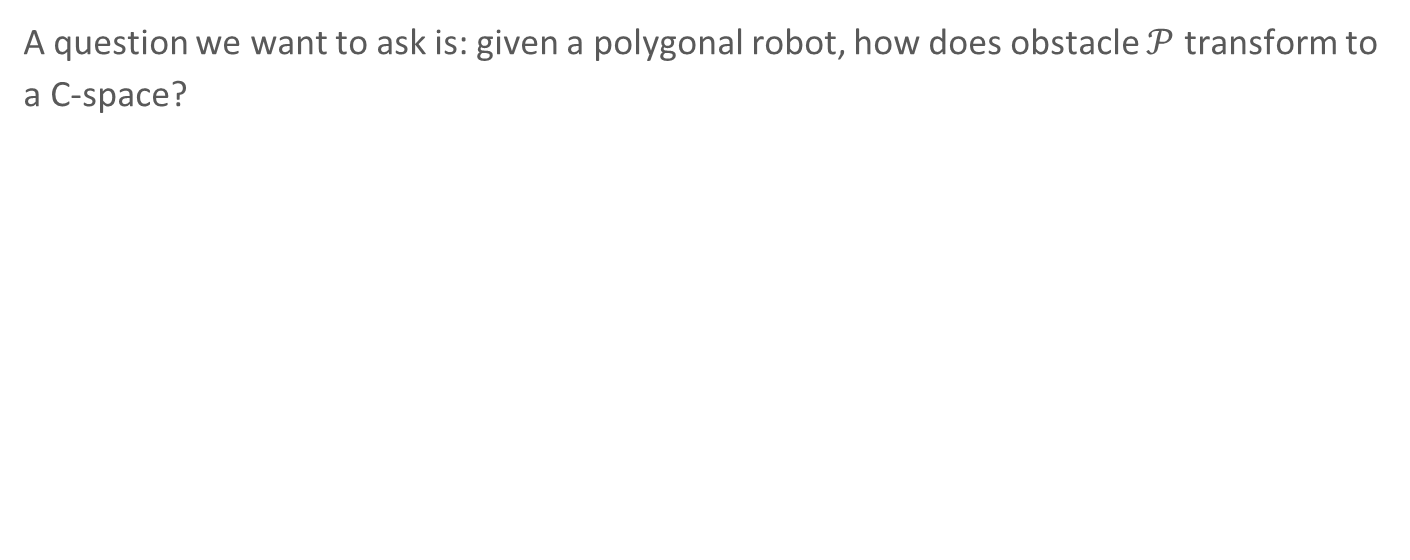 A question we want to ask is: given a polygonal robot, how does obstacle 𝒫 transform to
a C-space?